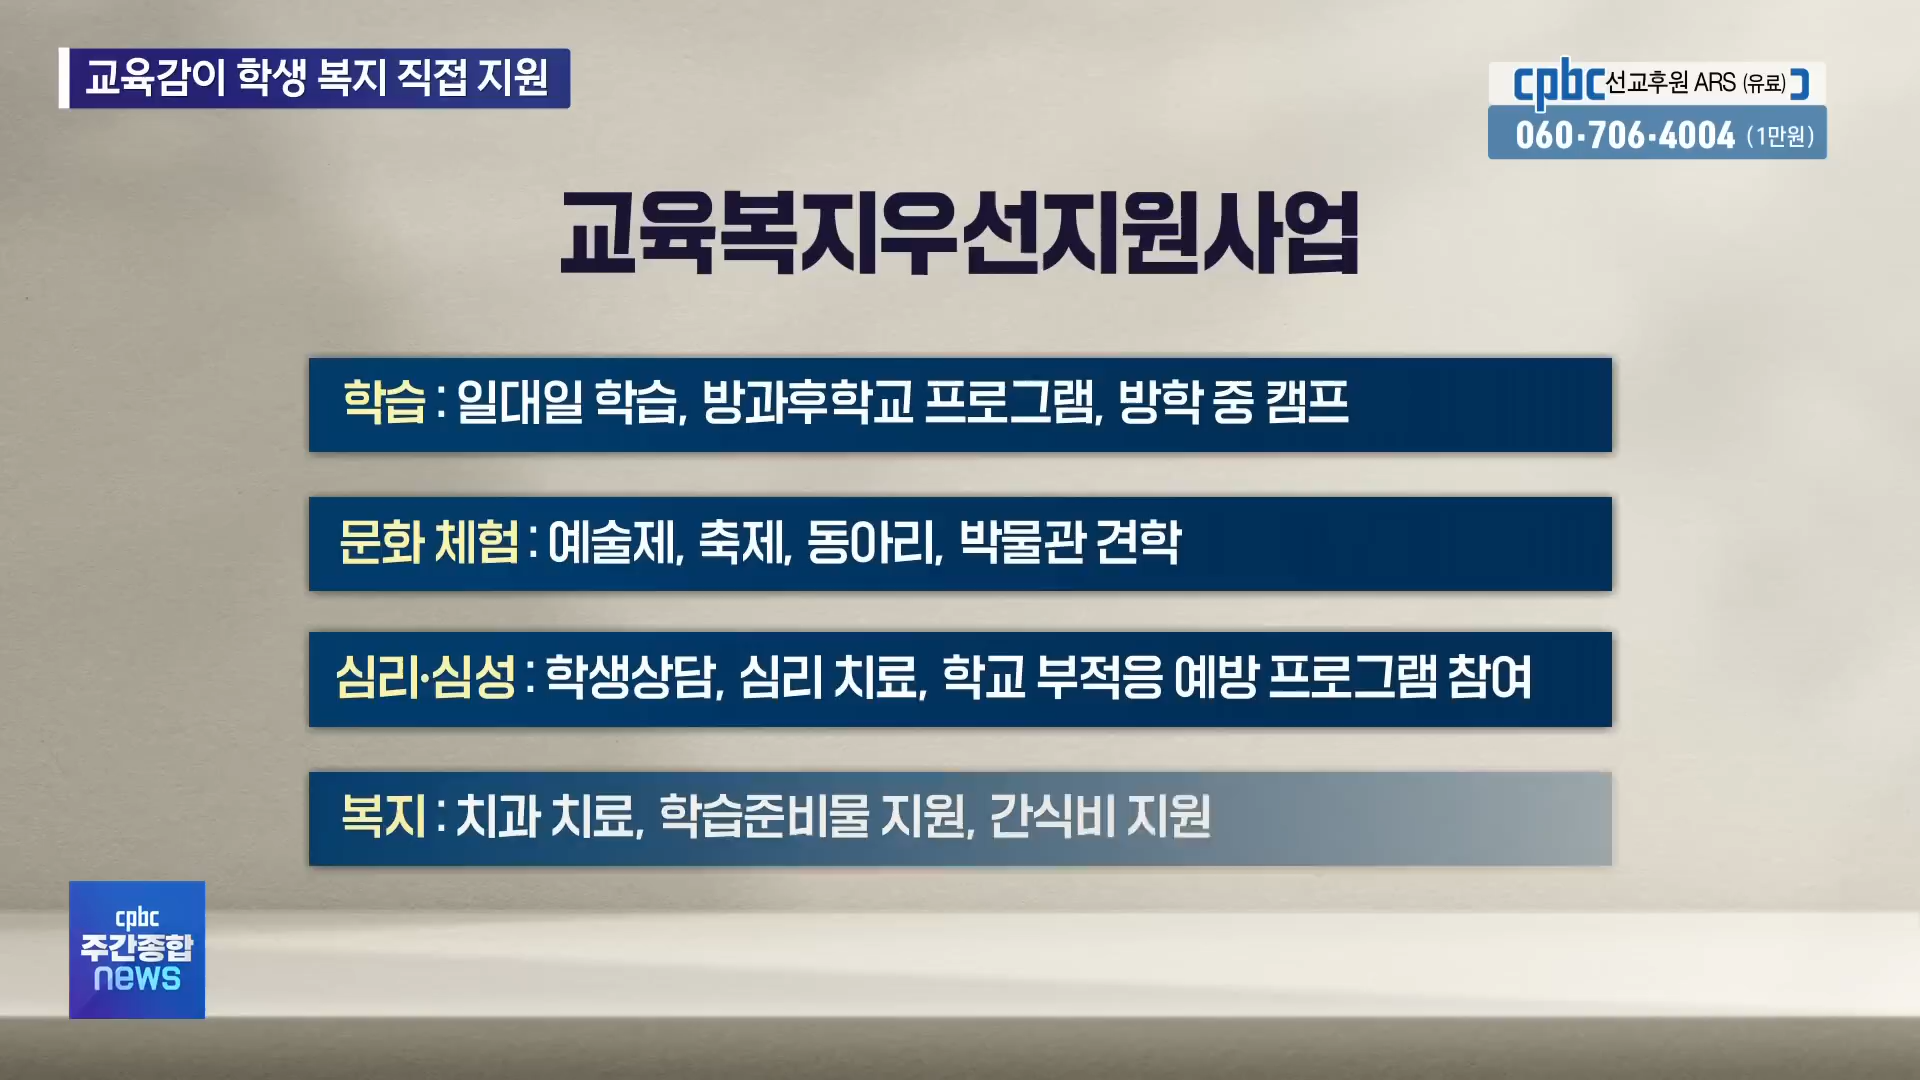 교육감이 학생 복지 직접 지원
cpbc 선교후원 ARS (유료)
060·706·4004 (1만원)
교육복지우선지원사업
학습 : 일대일 학습, 방과후학교 프로그램, 방학 중 캠프
문화 체험 : 예술제, 축제, 동아리, 박물관 견학
심리·심성 : 학생상담, 심리 치료, 학교 부적응 예방 프로그램 참여
복지 : 치과 치료, 학습준비물 지원, 간식비 지원
cpbc
주간종합
news